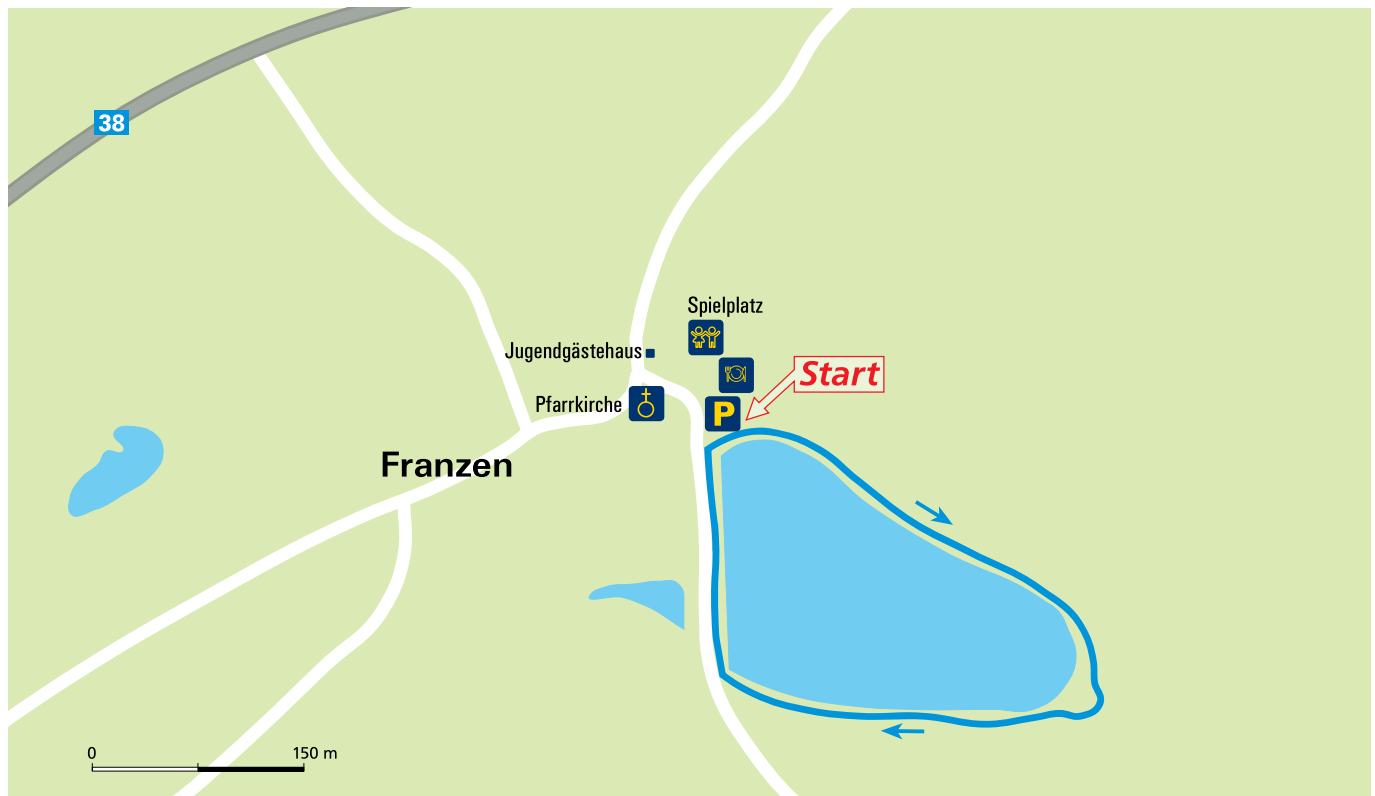 38
Spielplatz
Jugendgästehaus
Start
Pfarrkirche
P
Franzen
0 150 m